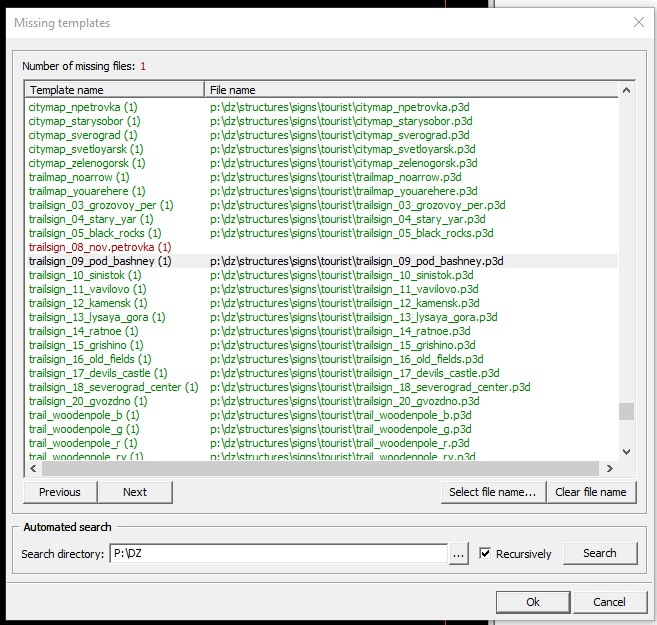 Missing templates
Number of missing files: 1
Template name File name
citymap_npetrovka (1) p:\dz\structures\signs\tourist\citymap_npetrovka.p3d
citymap_starysobor (1) p:\dz\structures\signs\tourist\citymap_starysobor.p3d
citymap_sverograd (1) p:\dz\structures\signs\tourist\citymap_sverograd.p3d
citymap_svetloyarsk (1) p:\dz\structures\signs\tourist\citymap_svetloyarsk.p3d
citymap_zelenogorsk (1) p:\dz\structures\signs\tourist\citymap_zelenogorsk.p3d
trailmap_noarrow (1) p:\dz\structures\signs\tourist\trailmap_noarrow.p3d
trailmap_youarehere (1) p:\dz\structures\signs\tourist\trailmap_youarehere.p3d
trailsign_03_grozovoy_per (1) p:\dz\structures\signs\tourist\trailsign_03_grozovoy_per.p3d
trailsign_04_stary_yar (1) p:\dz\structures\signs\tourist\trailsign_04_stary_yar.p3d
trailsign_05_black_rocks (1) p:\dz\structures\signs\tourist\trailsign_05_black_rocks.p3d
trailsign_08_nov.petrovka (1)
trailsign_09_pod_bashney (1) p:\dz\structures\signs\tourist\trailsign_09_pod_bashney.p3d
trailsign_10_sinistok (1) p:\dz\structures\signs\tourist\trailsign_10_sinistok.p3d
trailsign_11_vavilovo (1) p:\dz\structures\signs\tourist\trailsign_11_vavilovo.p3d
trailsign_12_kamensk (1) p:\dz\structures\signs\tourist\trailsign_12_kamensk.p3d
trailsign_13_lysaya_gora (1) p:\dz\structures\signs\tourist\trailsign_13_lysaya_gora.p3d
trailsign_14_ratnoe (1) p:\dz\structures\signs\tourist\trailsign_14_ratnoe.p3d
trailsign_15_grishino (1) p:\dz\structures\signs\tourist\trailsign_15_grishino.p3d
trailsign_16_old_fields (1) p:\dz\structures\signs\tourist\trailsign_16_old_fields.p3d
trailsign_17_devils_castle (1) p:\dz\structures\signs\tourist\trailsign_17_devils_castle.p3d
trailsign_18_severograd_center (1) p:\dz\structures\signs\tourist\trailsign_18_severograd_center.p3d
trailsign_20_gvozdno (1) p:\dz\structures\signs\tourist\trailsign_20_gvozdno.p3d
trail_woodenpole_b (1) p:\dz\structures\signs\tourist\trail_woodenpole_b.p3d
trail_woodenpole_g (1) p:\dz\structures\signs\tourist\trail_woodenpole_g.p3d
trail_woodenpole_r (1) p:\dz\structures\signs\tourist\trail_woodenpole_r.p3d
trail_woodenpole_ry (1) p:\dz\structures\signs\tourist\trail_woodenpole_ry.p3d
Previous Next Select file name... Clear file name
Automated search
Search directory: P:\DZ ... Recursively Search
Ok Cancel